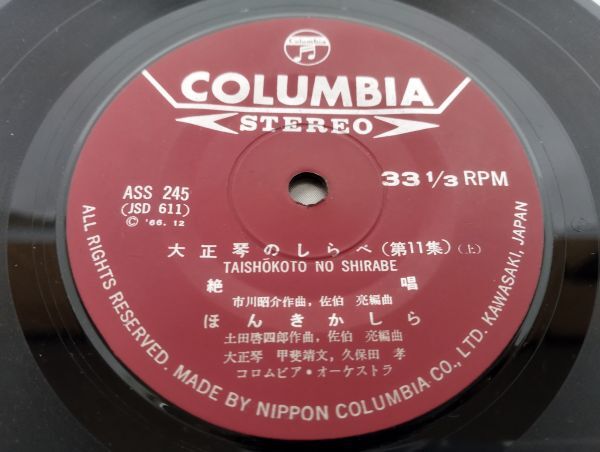 Columbia
COLUMBIA
STEREO
ASS 245
(JSD 611)
© '66.12
33 1/3 RPM
大正琴のしらべ (第11集) (上)
TAISHŌKOTO NO SHIRABE
絶唱
市川昭介作曲, 佐伯 亮編曲
ほんきかしら
土田啓四郎作曲, 佐伯 亮編曲
大正琴 甲斐靖文, 久保田 孝
コロムビア・オーケストラ
ALL RIGHTS RESERVED. MADE BY NIPPON COLUMBIA CO., LTD. KAWASAKI, JAPAN